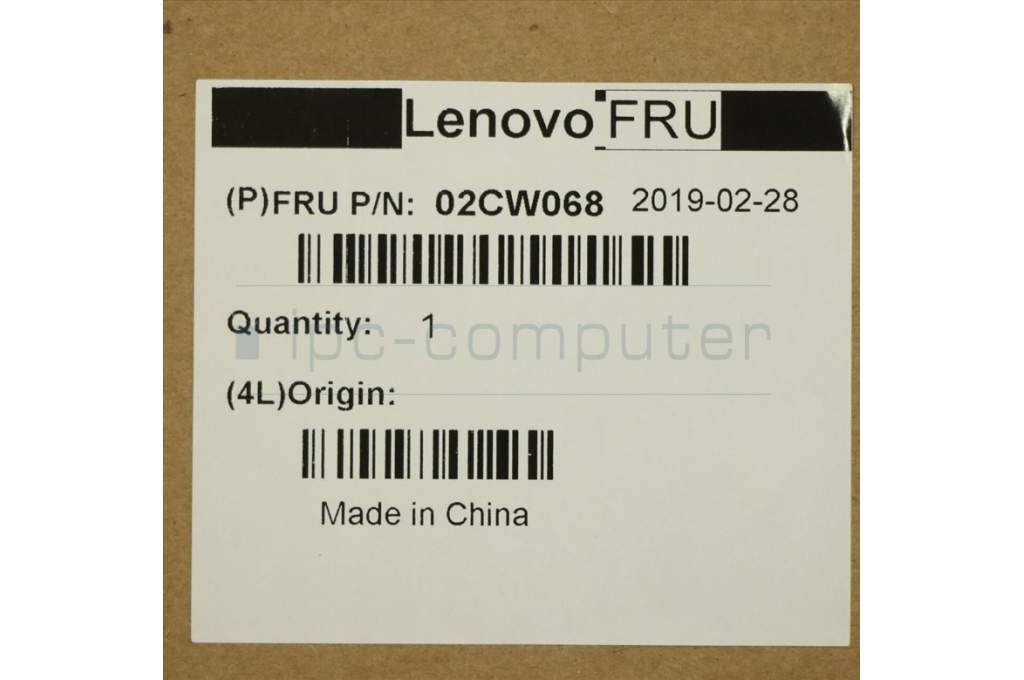 Lenovo FRU
(P)FRU P/N: 02CW068 2019-02-28
Quantity: 1
ipc-computer
(4L)Origin:
Made in China